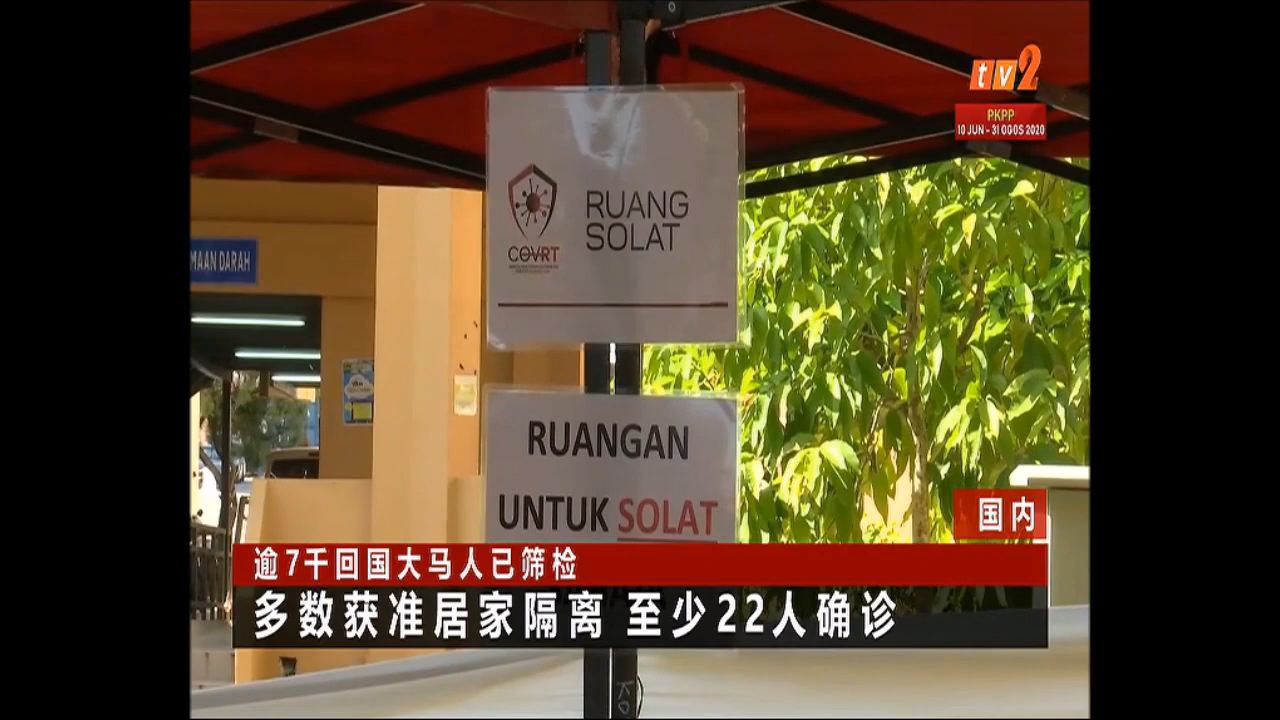 tv2
PKPP
10 JUN - 31 OGOS 2020
RUANG
SOLAT
COVRT
MAAN DARAH
RUANGAN
UNTUK SOLAT
国内
逾7千回国大马人已筛检
多数获准居家隔离 至少22人确诊